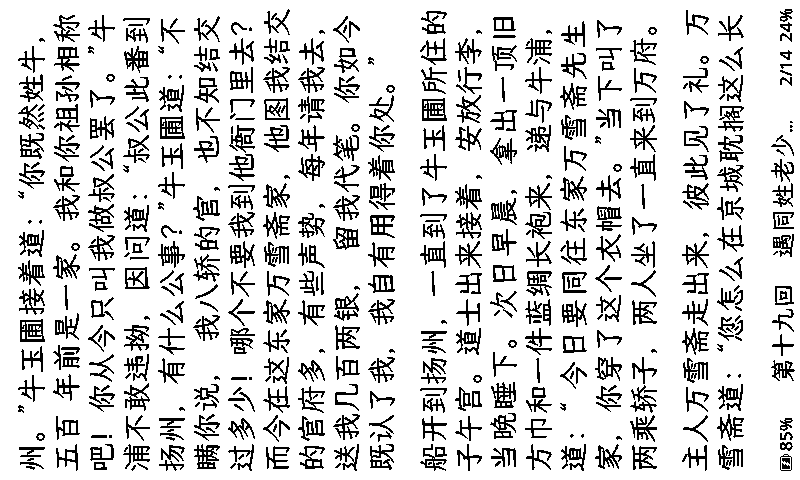 州。”牛玉圃接着道：“你既然姓牛，
五百 年前是一家。我和你祖孙相称
吧！你从今只叫我做叔公罢了。”牛
浦不敢违拗，因问道：“叔公此番到
扬州，有什么公事？”牛玉圃道：“不
瞒你说，我八轿的官，也不知结交
过多少！哪个不要我到他衙门里去？
而今在这东家万雪斋家，他图我结交
的官府多，有些声势，每年请我去，
送我几百两银，留我代笔。你如今
既认了我，我自有用得着你处。”
船开到扬州，一直到了牛玉圃所住的
子午宫。道士出来接着，安放行李，
当晚睡下。次日早晨，拿出一顶旧
方巾和一件蓝绸长袍来，递与牛浦，
道：“今日要同往东家万雪斋先生
家，你穿了这个衣帽去。”当下叫了
两乘轿子，两人坐了一直来到万府。
主人万雪斋走出来，彼此见了礼。万
雪斋道：“您怎么在京城耽搁这么长
85% 第十九回 遇同姓老少... 2/14 24%